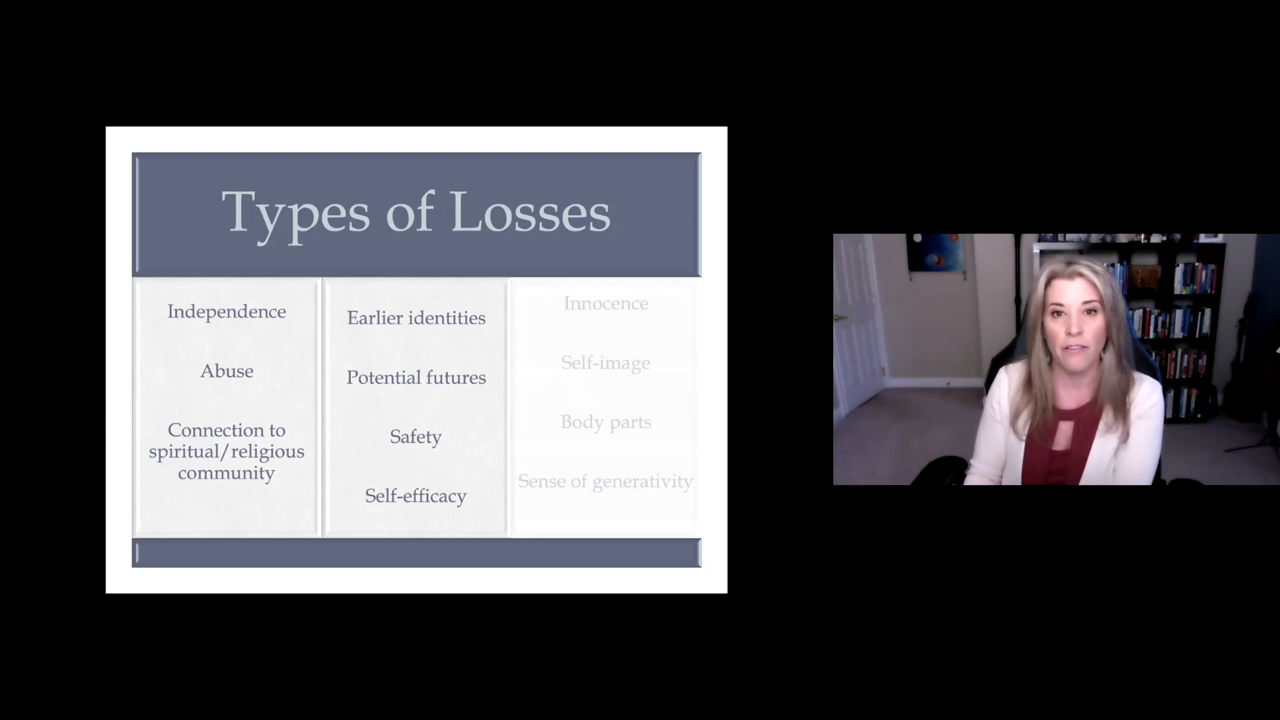 Types of Losses
Independence
Abuse
Connection to
spiritual/religious
community
Earlier identities
Potential futures
Safety
Self-efficacy
Innocence
Self-image
Body parts
Sense of generativity